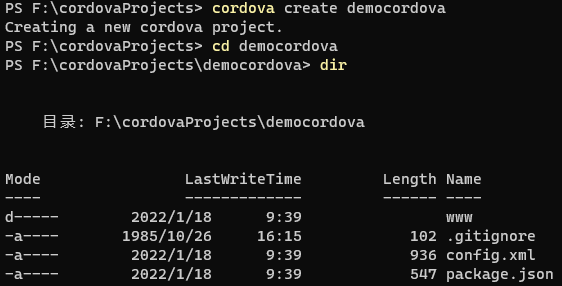 PS F:\cordovaProjects> cordova create democordova
Creating a new cordova project.
PS F:\cordovaProjects> cd democordova
PS F:\cordovaProjects\democordova> dir
目录: F:\cordovaProjects\democordova
Mode                 LastWriteTime         Length Name
----                 -------------         ------ ----
d-----         2022/1/18      9:39                www
-a----        1985/10/26     16:15            102 .gitignore
-a----         2022/1/18      9:39            936 config.xml
-a----         2022/1/18      9:39            547 package.json